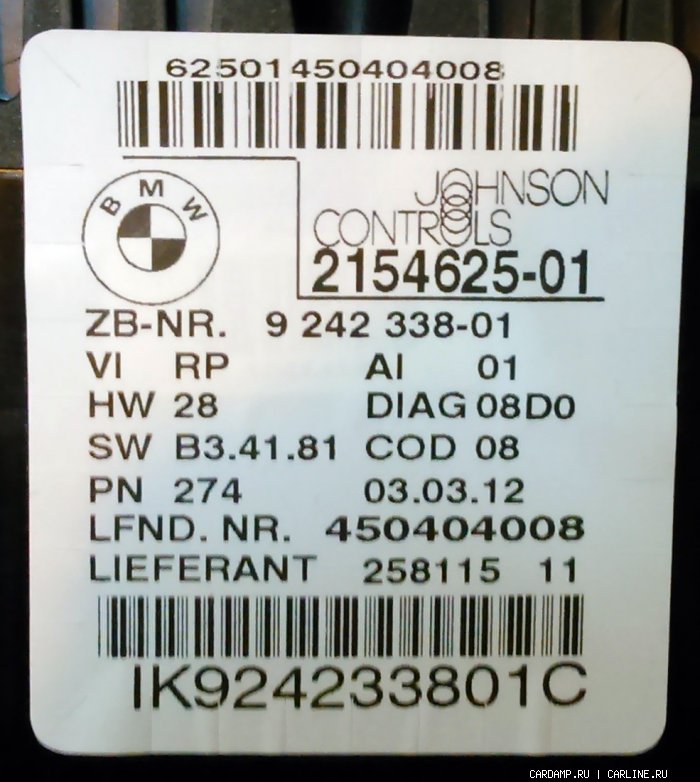 62501450404008
BMW
JOHNSON
CONTROLS
2154625-01
ZB-NR. 9 242 338-01
VI RP AI 01
HW 28 DIAG 08D0
SW B3.41.81 COD 08
PN 274 03.03.12
LFND. NR. 450404008
LIEFERANT 258115 11
IK924233801C
CARDAMP.RU | CARLINE.RU